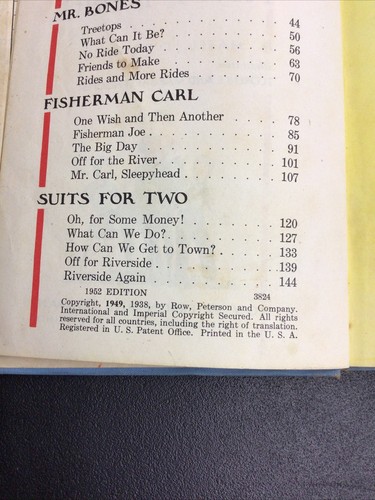 MR. BONES
Treetops . . . . . . . . . . . 44
What Can It Be? . . . . . . . . 50
No Ride Today . . . . . . . . . 56
Friends to Make . . . . . . . . 63
Rides and More Rides . . . . . . 70
FISHERMAN CARL
One Wish and Then Another . . . . 78
Fisherman Joe . . . . . . . . . 85
The Big Day . . . . . . . . . . 91
Off for the River . . . . . . . . 101
Mr. Carl, Sleepyhead . . . . . . 107
SUITS FOR TWO
Oh, for Some Money! . . . . . . . 120
What Can We Do? . . . . . . . . 127
How Can We Get to Town? . . . . . 133
Off for Riverside . . . . . . . . 139
Riverside Again . . . . . . . . . 144
1952 EDITION 3824
Copyright, 1949, 1938, by Row, Peterson and Company.
International and Imperial Copyright Secured. All rights
reserved for all countries, including the right of translation.
Registered in U. S. Patent Office. Printed in the U. S. A.